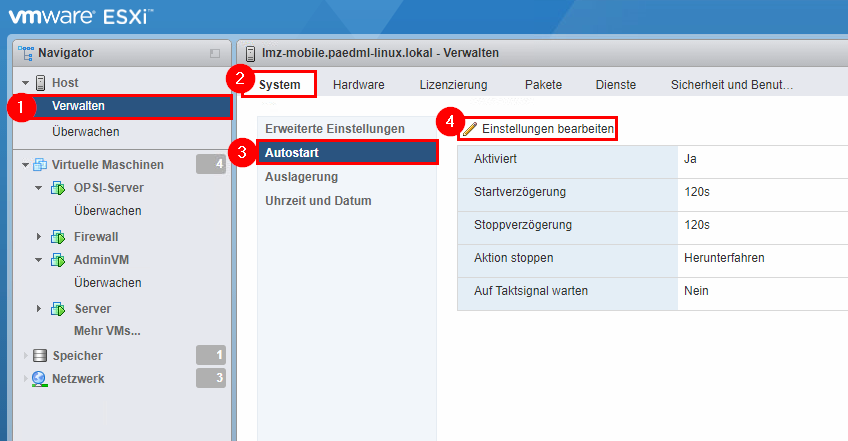 vmware ESXi™
Navigator
Host
1
Verwalten
Überwachen
Virtuelle Maschinen 4
OPSI-Server
Überwachen
Firewall
AdminVM
Überwachen
Server
Mehr VMs...
Speicher 1
Netzwerk 3
lmz-mobile.paedml-linux.lokal - Verwalten
2
System Hardware Lizenzierung Pakete Dienste Sicherheit und Benut...
Erweiterte Einstellungen
3
Autostart
Auslagerung
Uhrzeit und Datum
4
Einstellungen bearbeiten
Aktiviert Ja
Startverzögerung 120s
Stoppverzögerung 120s
Aktion stoppen Herunterfahren
Auf Taktsignal warten Nein